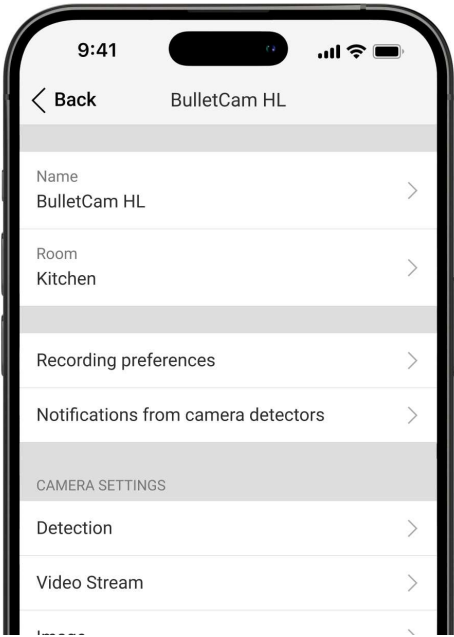 9:41
Back
BulletCam HL
Name
BulletCam HL
Room
Kitchen
Recording preferences
Notifications from camera detectors
CAMERA SETTINGS
Detection
Video Stream
Image